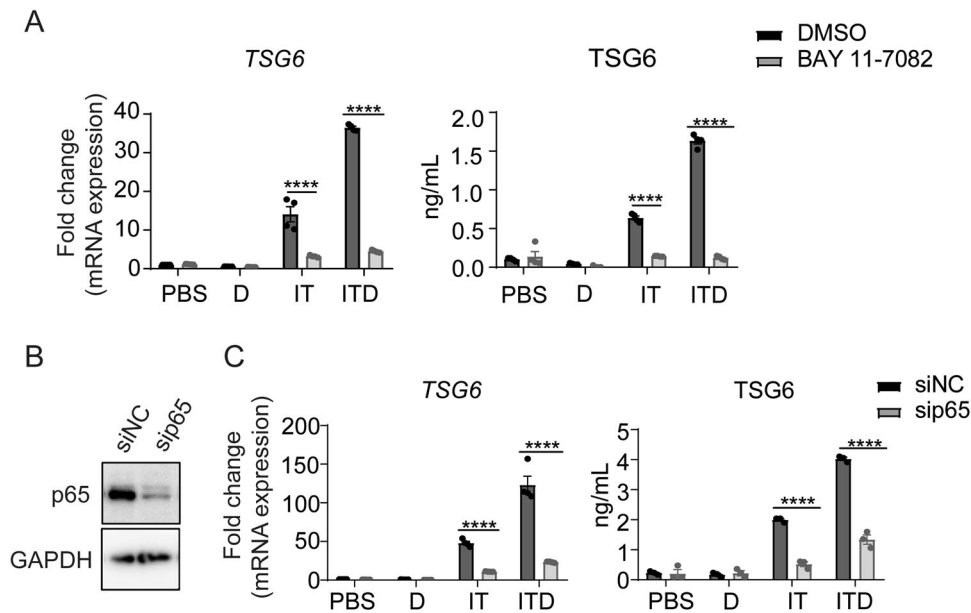 A
DMSO
BAY 11-7082
TSG6
TSG6
Fold change
(mRNA expression)
40
30
20
10
0
****
****
PBS D IT ITD
ng/mL
2.0
1.5
1.0
0.5
0.0
****
****
PBS D IT ITD
B
siNC
sip65
p65
GAPDH
C
siNC
sip65
TSG6
TSG6
Fold change
(mRNA expression)
200
150
100
50
0
****
****
PBS D IT ITD
ng/mL
5
4
3
2
1
0
****
****
PBS D IT ITD